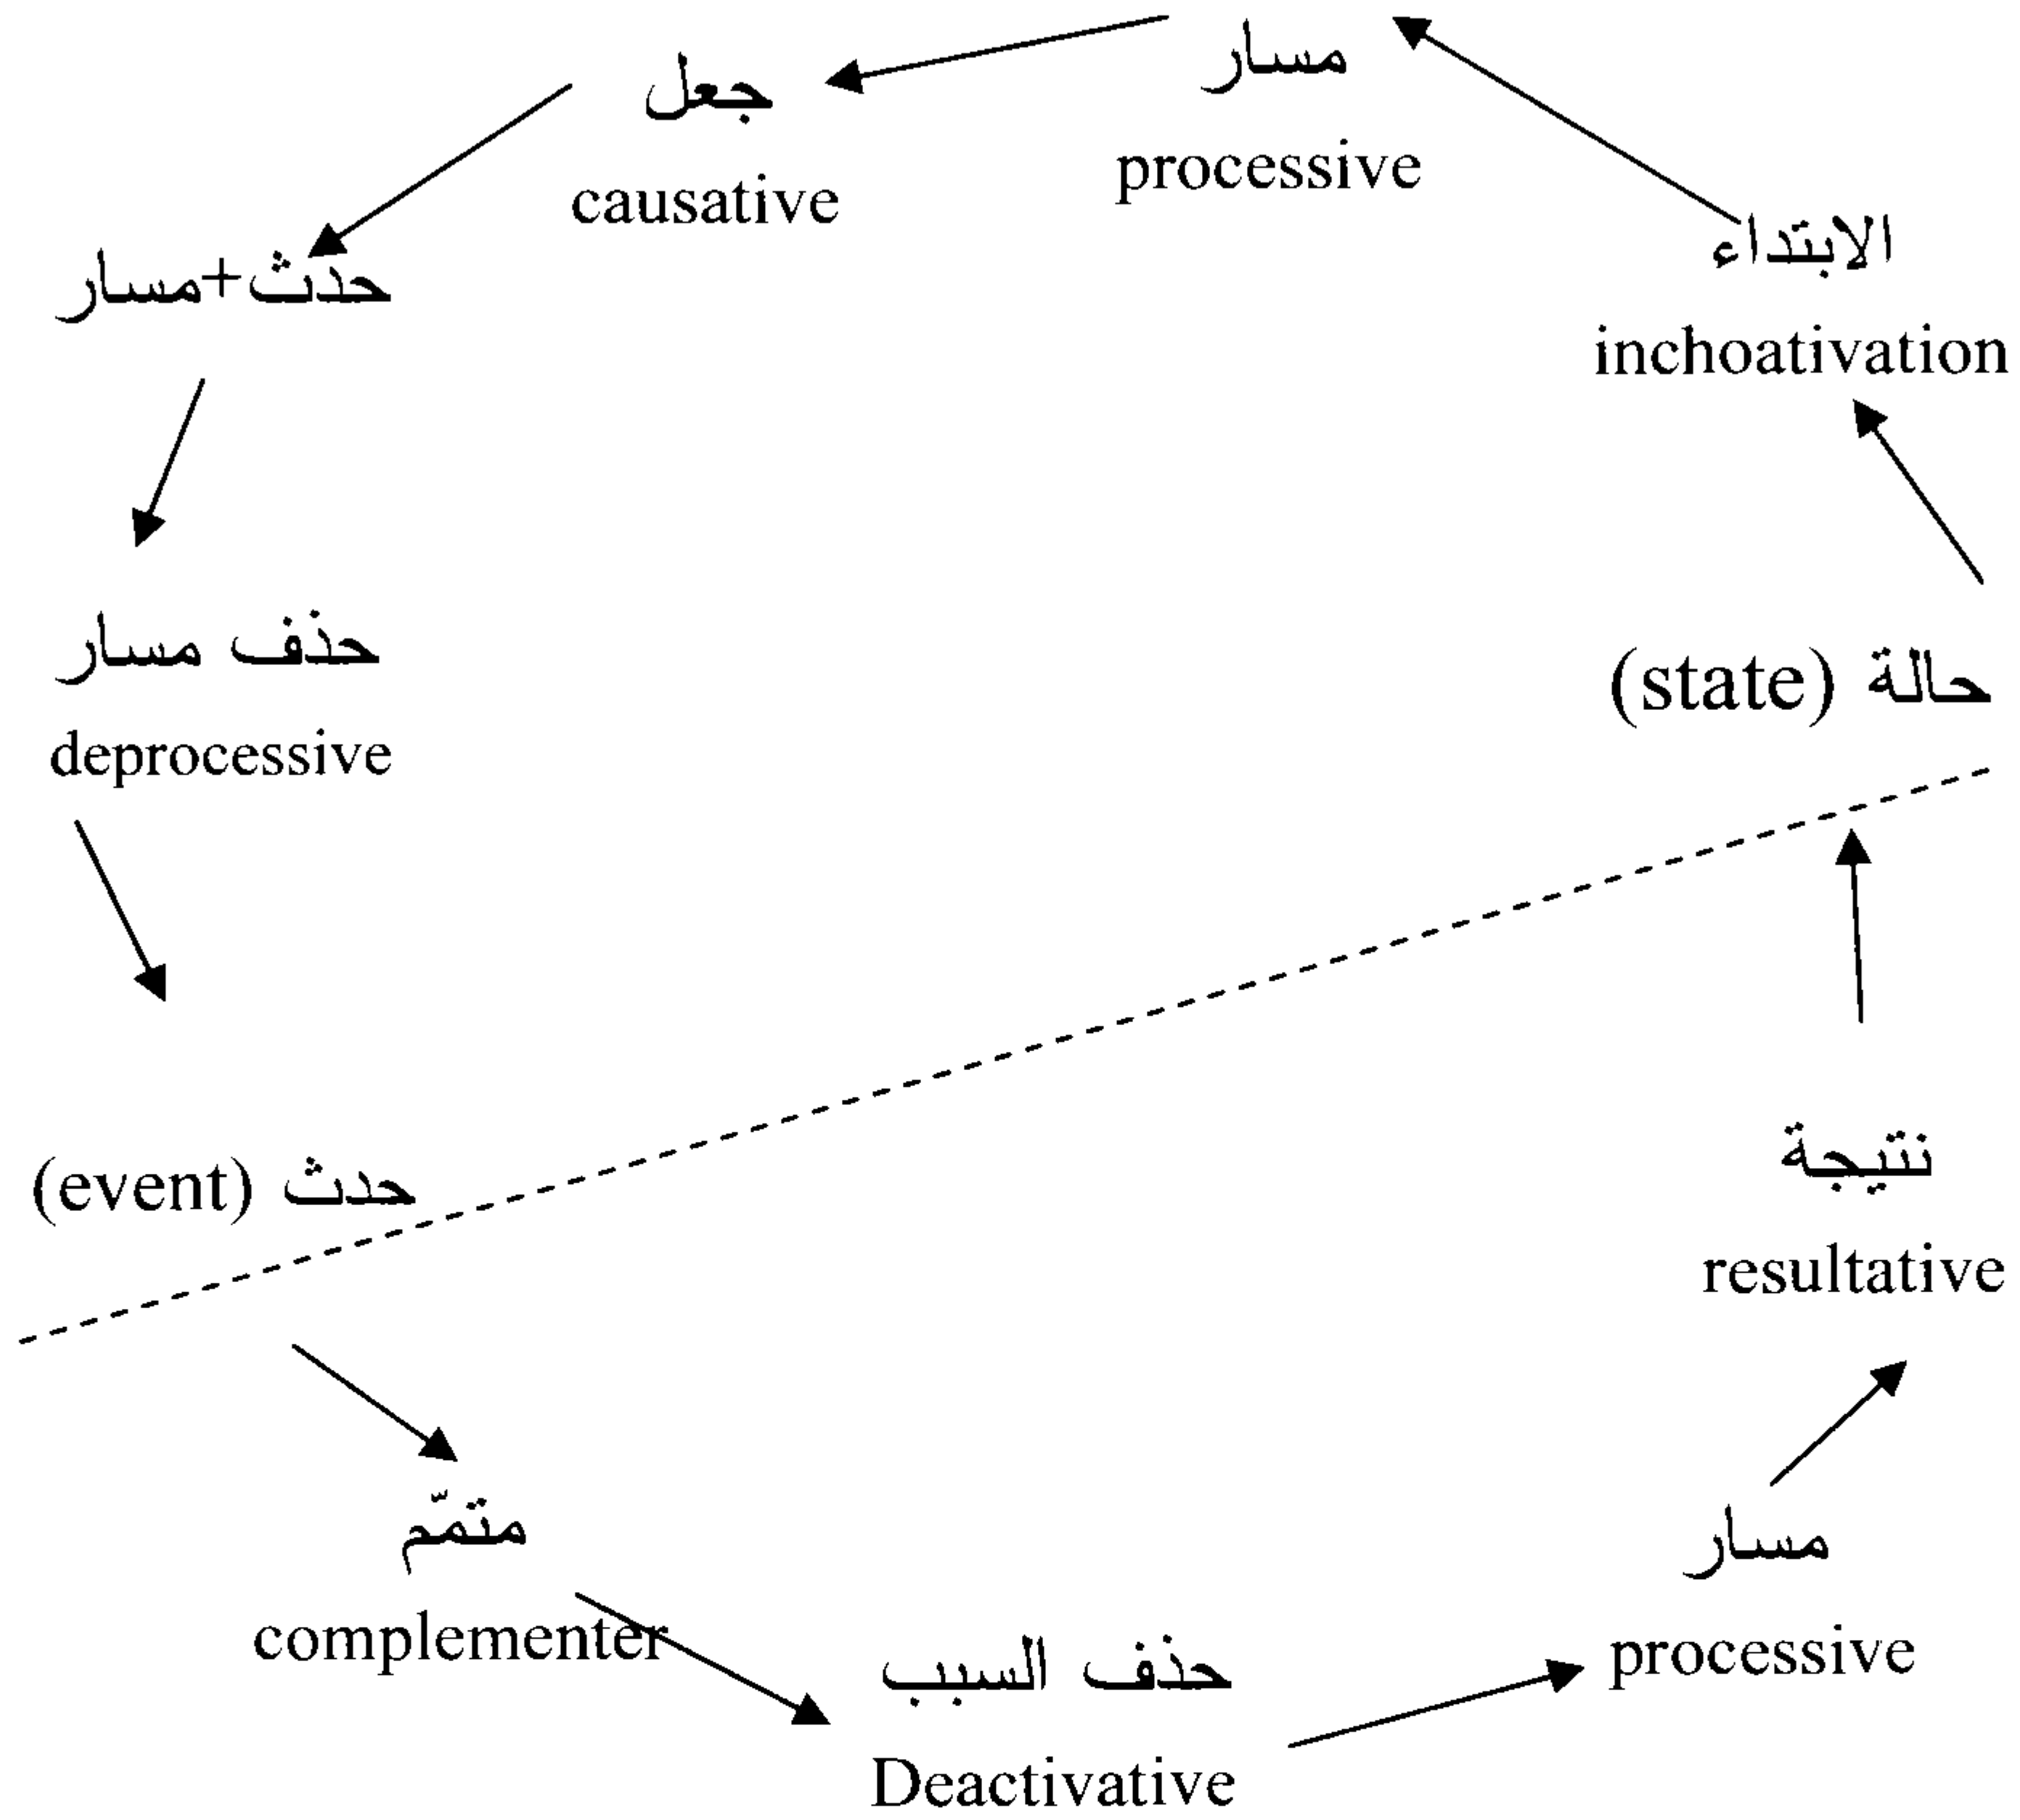 مسار
processive
جعل
causative
الابتداء
inchoativation
حدث+مسار
حذف مسار
deprocessive
حالة (state)
حدث (event)
نتيجة
resultative
متمّم
complementer
مسار
processive
حذف السبب
Deactivative